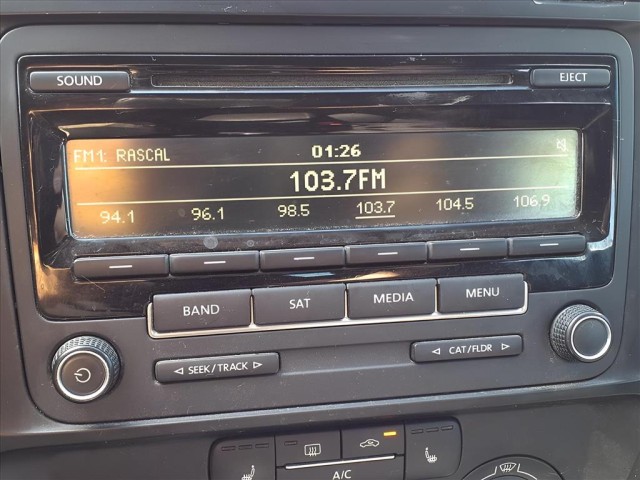 SOUND
EJECT
FM1: RASCAL 01:26
103.7FM
94.1 96.1 98.5 103.7 104.5 106.9
BAND SAT MEDIA MENU
SEEK/TRACK CAT/FLDR
A/C